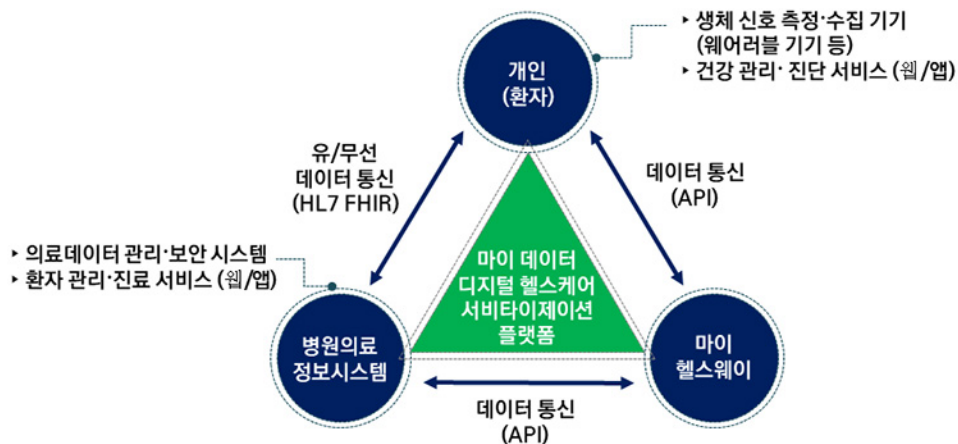 ▸ 생체 신호 측정·수집 기기
(웨어러블 기기 등)
▸ 건강 관리· 진단 서비스 (웹/앱)
개인
(환자)
유/무선
데이터 통신
(HL7 FHIR)
데이터 통신
(API)
▸ 의료데이터 관리·보안 시스템
▸ 환자 관리·진료 서비스 (웹/앱)
마이 데이터
디지털 헬스케어
서비타이제이션
플랫폼
병원의료
정보시스템
마이
헬스웨이
데이터 통신
(API)